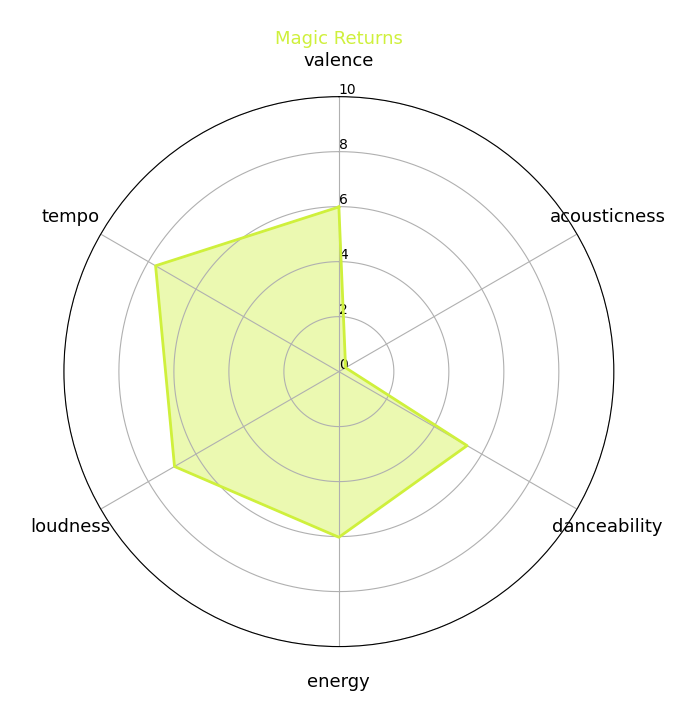 Magic Returns
valence
10
8
tempo
acousticness
6
4
2
0
loudness
danceability
energy